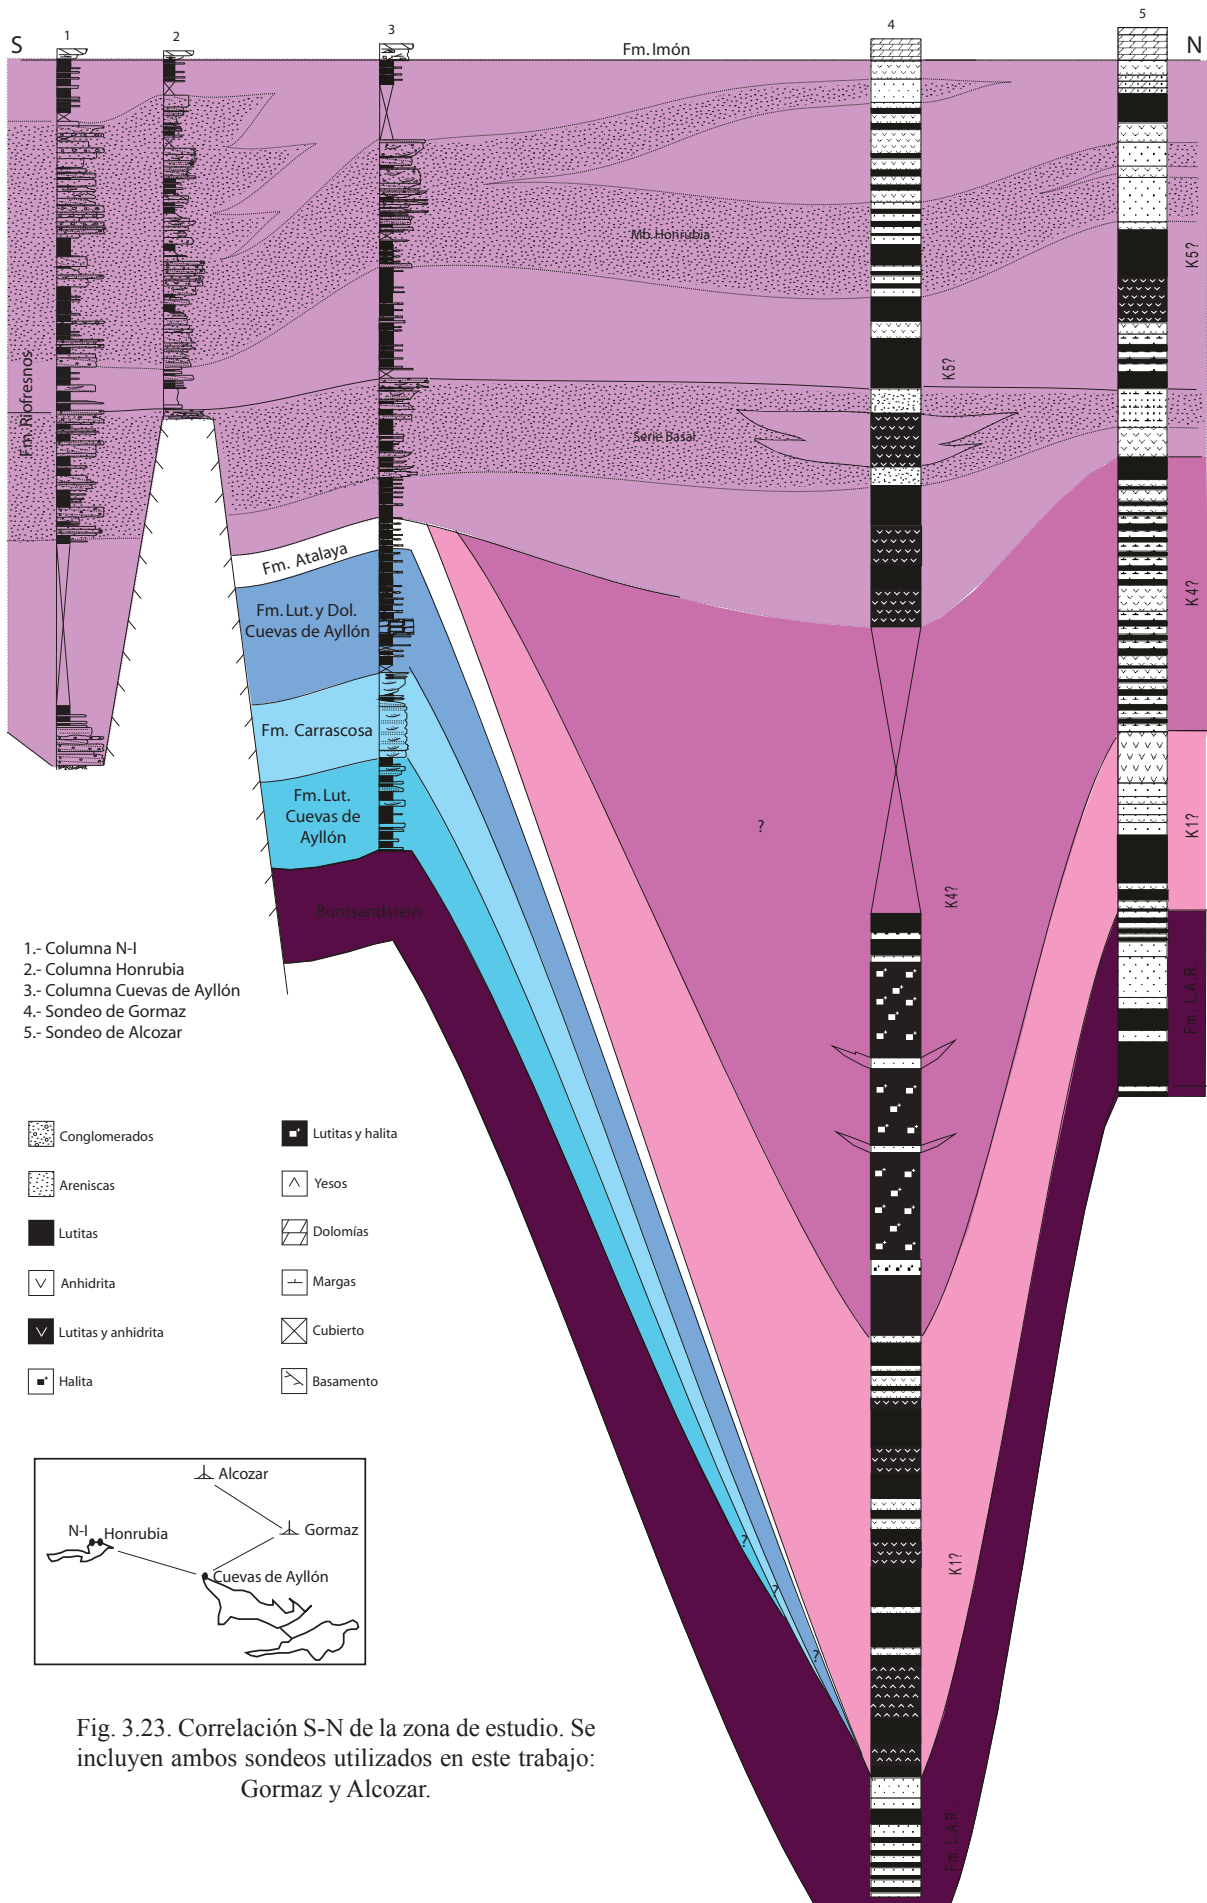 1
2
3
4
5
S
Fm. Imón
N
Mb. Honrubia
K5?
K5?
Fm. Riofresnos
Serie Basal
Fm. Atalaya
Fm. Lut. y Dol.
Cuevas de Ayllón
K4?
Fm. Carrascosa
Fm. Lut.
Cuevas de
Ayllón
?
K1?
K4?
Buntsandstein
Fm. L.A.R.
1.- Columna N-I
2.- Columna Honrubia
3.- Columna Cuevas de Ayllón
4.- Sondeo de Gormaz
5.- Sondeo de Alcozar
Conglomerados
Lutitas y halita
Areniscas
Yesos
Lutitas
Dolomías
Anhidrita
Margas
Lutitas y anhidrita
Cubierto
Halita
Basamento
Alcozar
N-I
Honrubia
Gormaz
Cuevas de Ayllón
?
?
?
K1?
Fm. L.A.R.
Fig. 3.23. Correlación S-N de la zona de estudio. Se
incluyen ambos sondeos utilizados en este trabajo:
Gormaz y Alcozar.